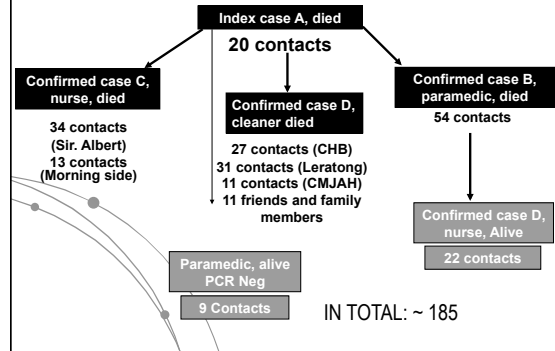 Index case A, died
20 contacts
Confirmed case C,
nurse, died
34 contacts
(Sir. Albert)
13 contacts
(Morning side)
Confirmed case D,
cleaner died
27 contacts (CHB)
31 contacts (Leratong)
11 contacts (CMJAH)
11 friends and family
members
Confirmed case B,
paramedic, died
54 contacts
Confirmed case D,
nurse, Alive
22 contacts
Paramedic, alive
PCR Neg
9 Contacts
IN TOTAL: ~ 185